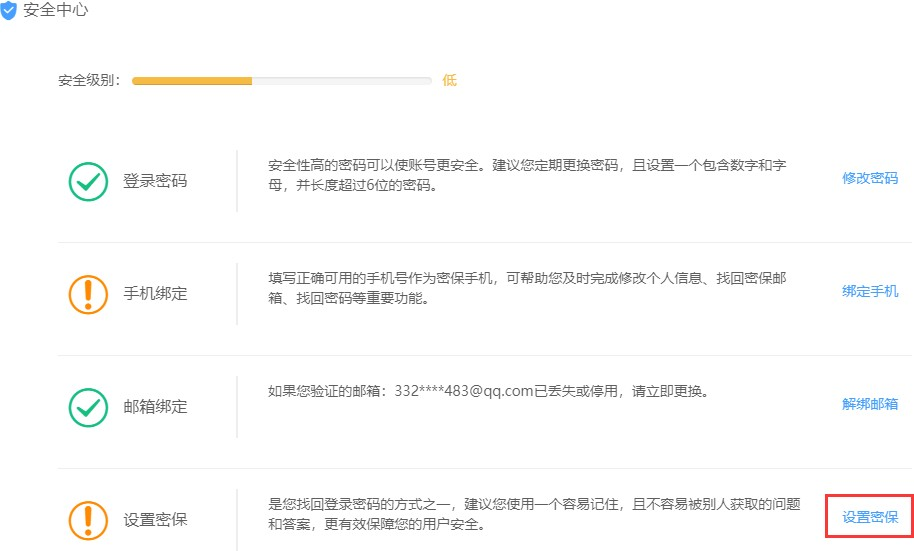 安全中心
安全级别： 低
登录密码
安全性高的密码可以使账号更安全。建议您定期更换密码，且设置一个包含数字和字
母，并长度超过6位的密码。
修改密码
手机绑定
填写正确可用的手机号作为密保手机，可帮助您及时完成修改个人信息、找回密保邮
箱、找回密码等重要功能。
绑定手机
邮箱绑定
如果您验证的邮箱：332****483@qq.com已丢失或停用，请立即更换。
解绑邮箱
设置密保
是您找回登录密码的方式之一，建议您使用一个容易记住，且不容易被别人获取的问题
和答案，更有效保障您的用户安全。
设置密保